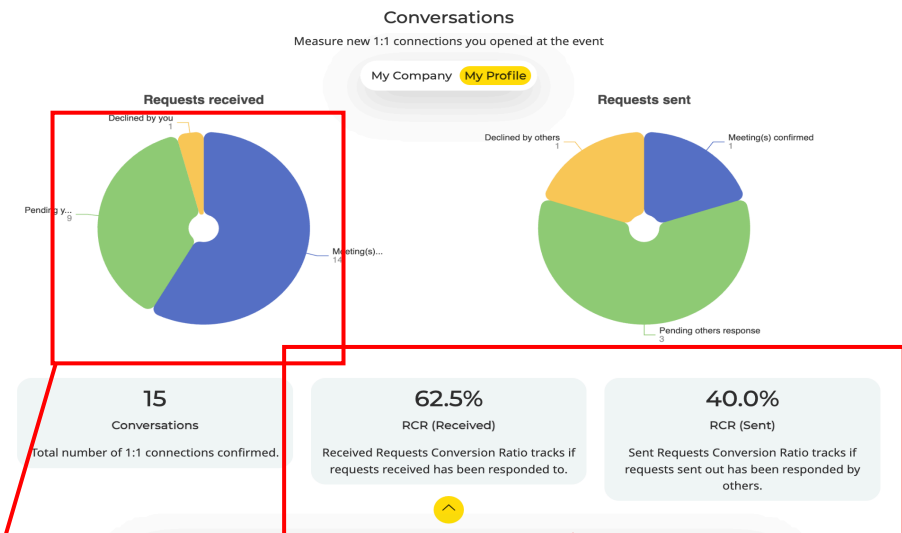 Conversations
Measure new 1:1 connections you opened at the event
My Company My Profile
Requests received
Declined by you
1
Pending y...
9
Meeting(s)...
14
Requests sent
Declined by others
1
Meeting(s) confirmed
1
Pending others response
3
15
Conversations
Total number of 1:1 connections confirmed.
62.5%
RCR (Received)
Received Requests Conversion Ratio tracks if
requests received has been responded to.
40.0%
RCR (Sent)
Sent Requests Conversion Ratio tracks if
requests sent out has been responded by
others.